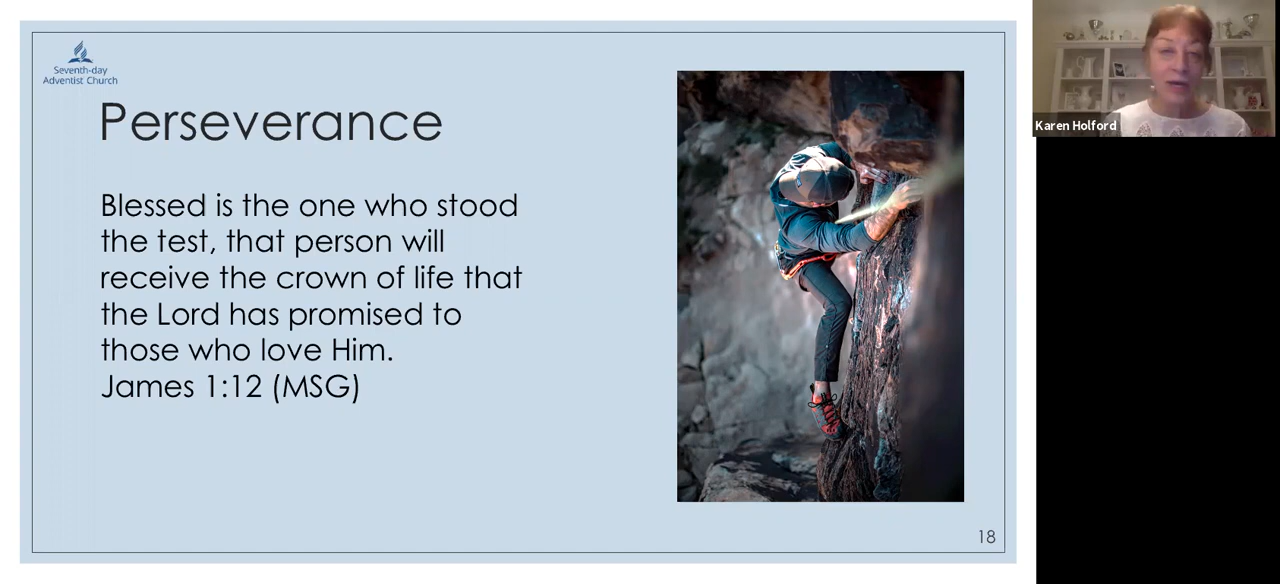 Seventh-day
Adventist Church
Perseverance
Blessed is the one who stood
the test, that person will
receive the crown of life that
the Lord has promised to
those who love Him.
James 1:12 (MSG)
18
Karen Holford